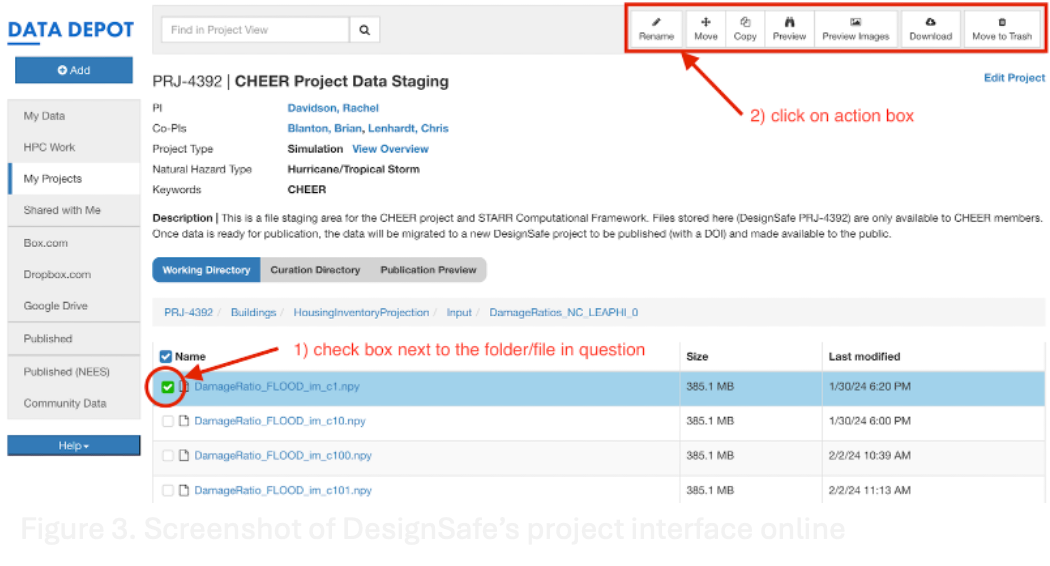 DATA DEPOT
Find in Project View
Rename
Move
Copy
Preview
Preview Images
Download
Move to Trash
Add
My Data
HPC Work
My Projects
Shared with Me
Box.com
Dropbox.com
Google Drive
Published
Published (NEES)
Community Data
Help
PRJ-4392 | CHEER Project Data Staging
Edit Project
PI Davidson, Rachel
Co-PIs Blanton, Brian, Lenhardt, Chris
Project Type Simulation View Overview
Natural Hazard Type Hurricane/Tropical Storm
Keywords CHEER
2) click on action box
Description | This is a file staging area for the CHEER project and STARR Computational Framework. Files stored here (DesignSafe PRJ-4392) are only available to CHEER members.
Once data is ready for publication, the data will be migrated to a new DesignSafe project to be published (with a DOI) and made available to the public.
Working Directory Curation Directory Publication Preview
PRJ-4392 / Buildings / HousingInventoryProjection / Input / DamageRatios_NC_LEAPHI_0
1) check box next to the folder/file in question
Name Size Last modified
DamageRatio_FLOOD_im_c1.npy 385.1 MB 1/30/24 6:20 PM
DamageRatio_FLOOD_im_c10.npy 385.1 MB 1/30/24 6:00 PM
DamageRatio_FLOOD_im_c100.npy 385.1 MB 2/2/24 10:39 AM
DamageRatio_FLOOD_im_c101.npy 385.1 MB 2/2/24 11:13 AM
Figure 3. Screenshot of DesignSafe's project interface online